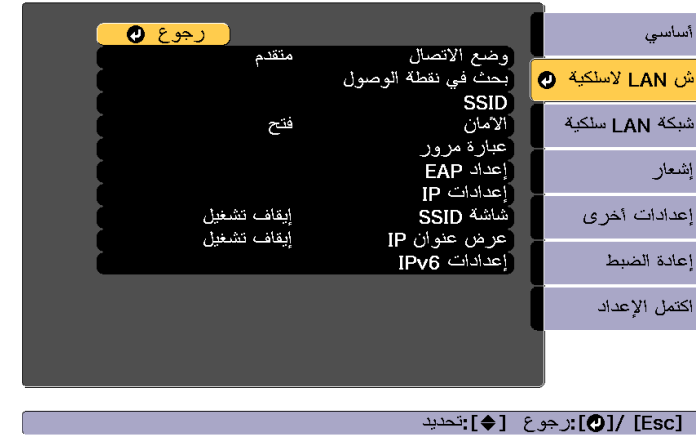 أساسي
ش LAN لاسلكية
شبكة LAN سلكية
إشعار
إعدادات أخرى
إعادة الضبط
اكتمل الإعداد
رجوع
وضع الاتصال متقدم
بحث في نقطة الوصول
SSID
الأمان فتح
عبارة مرور
إعداد EAP
إعدادات IP
شاشة SSID إيقاف تشغيل
عرض عنوان IP إيقاف تشغيل
إعدادات IPv6
[Esc] /[]:رجوع []:تحديد